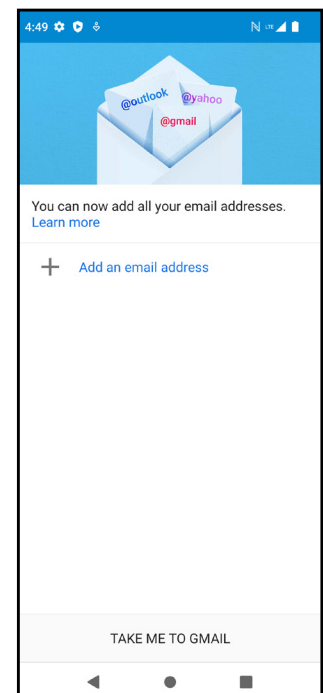 4:49
LTE
@outlook @yahoo
@gmail
You can now add all your email addresses.
Learn more
Add an email address
TAKE ME TO GMAIL